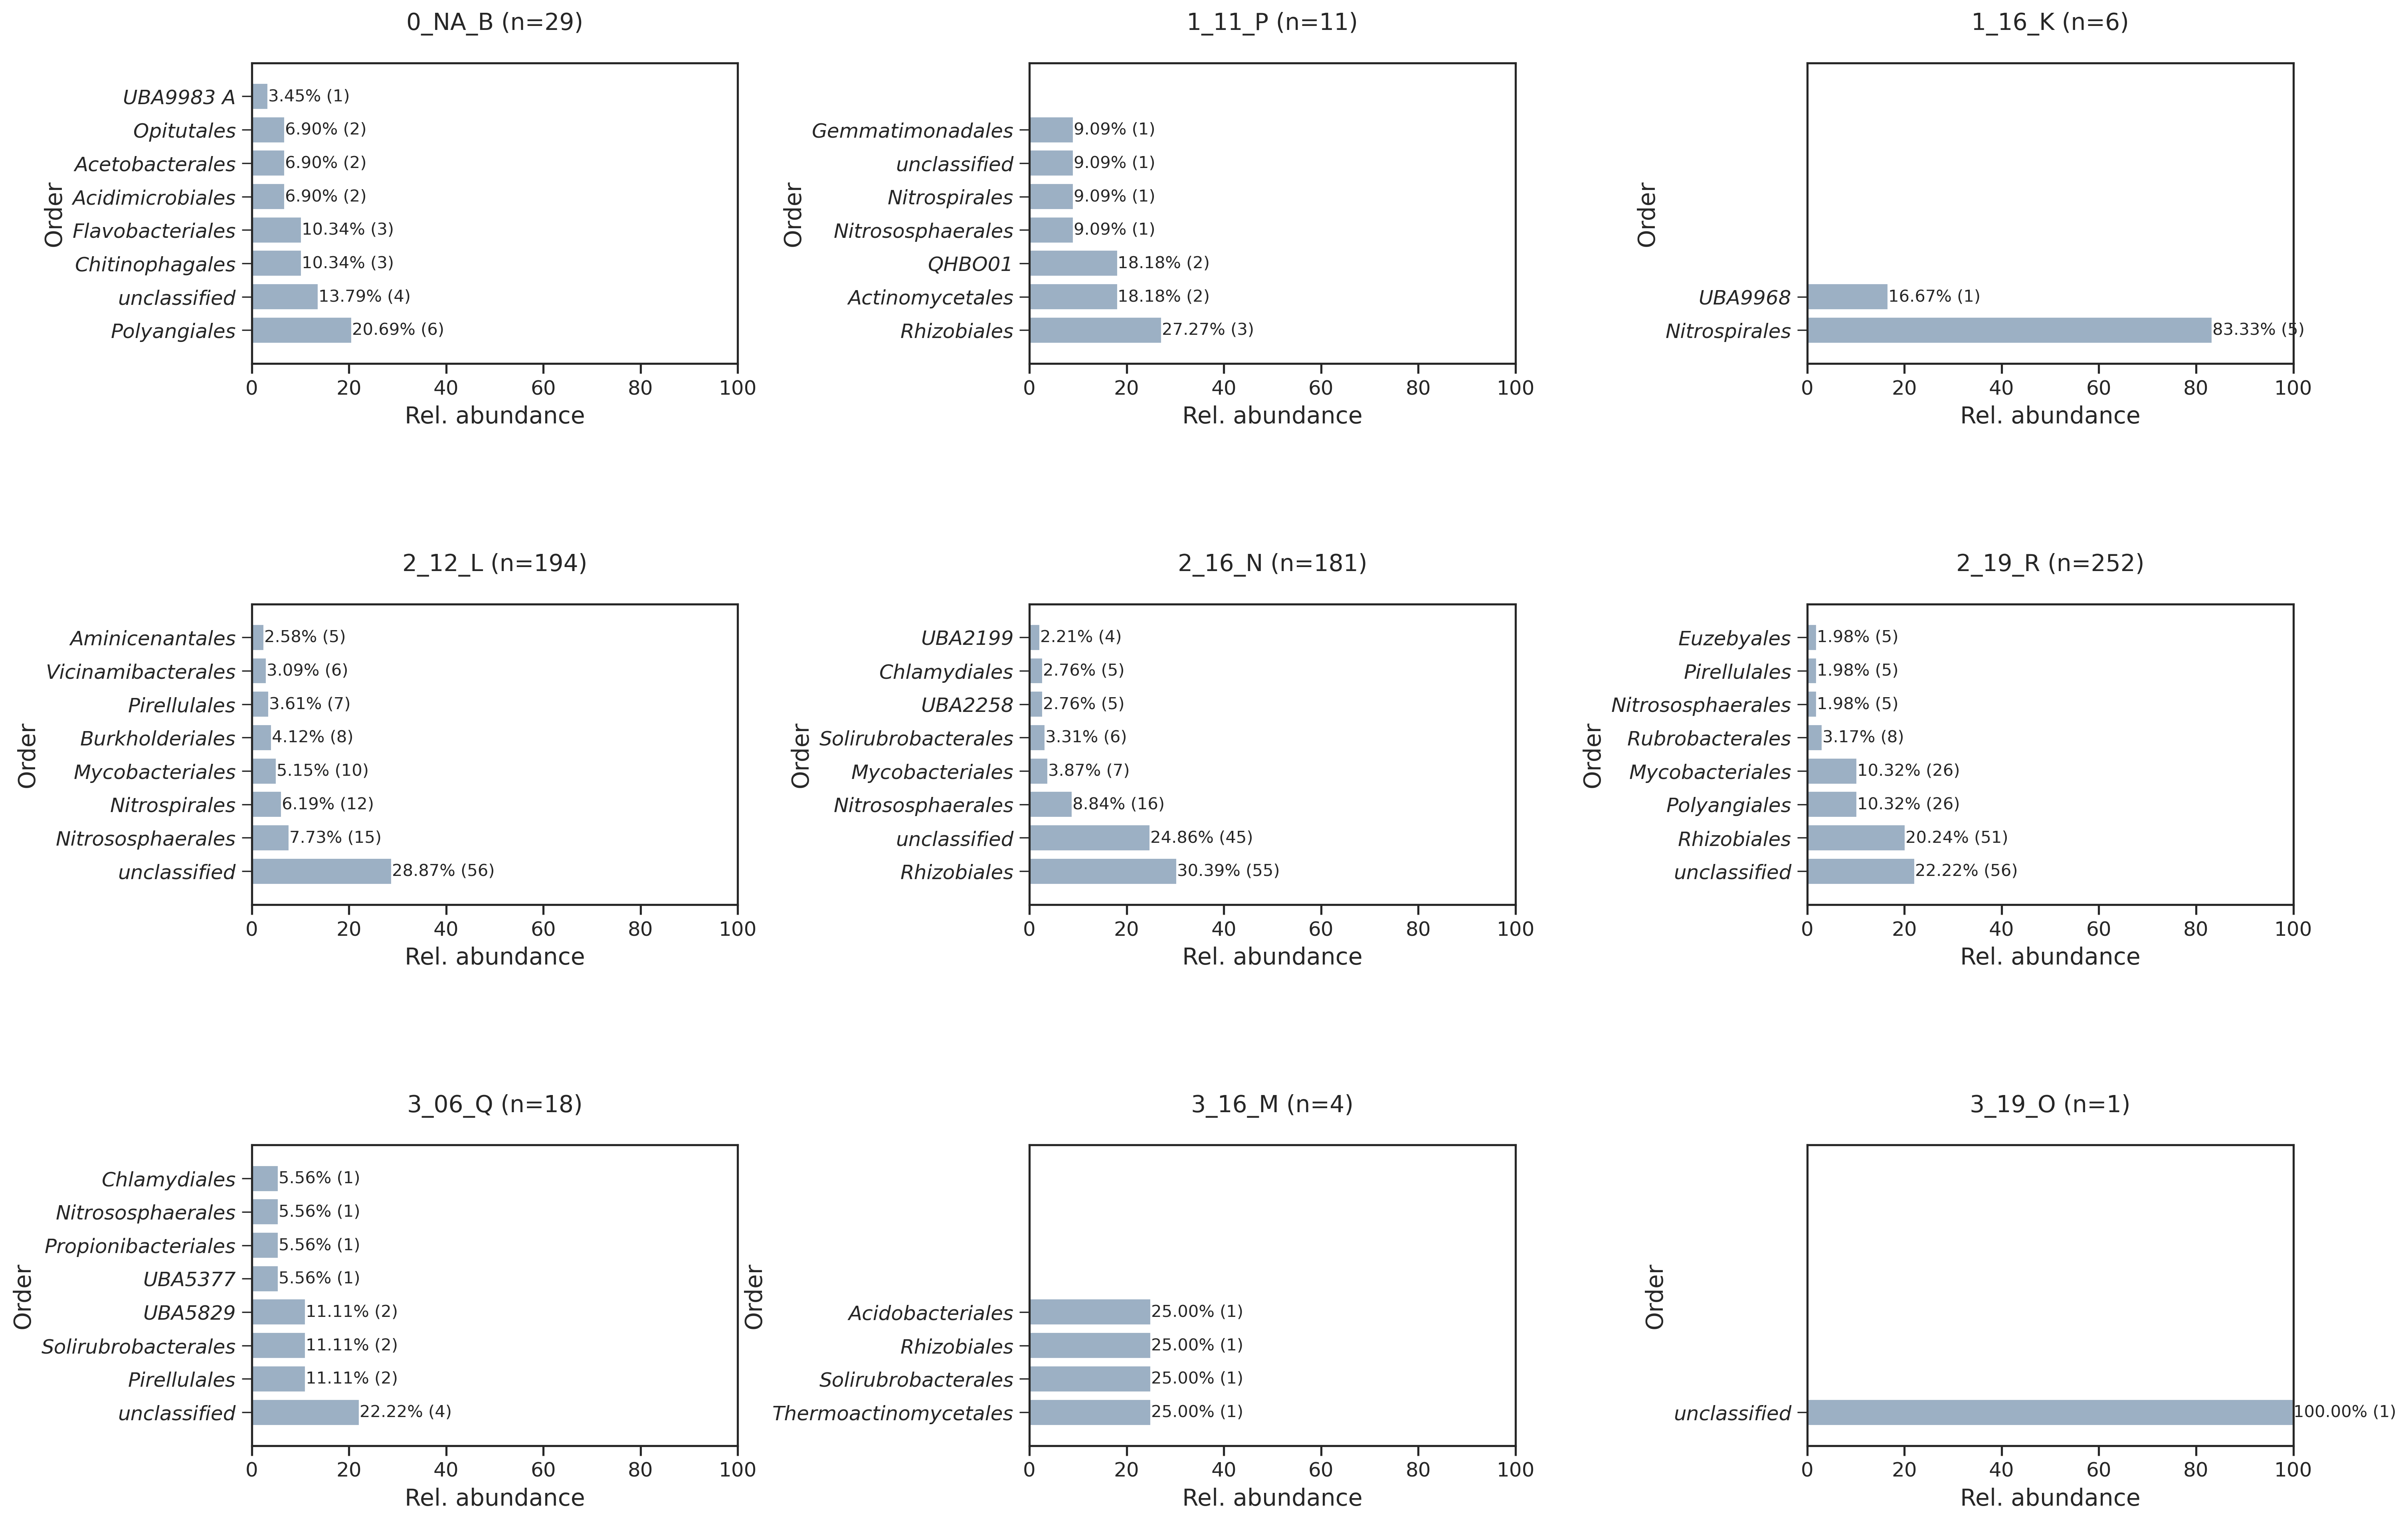 0_NA_B (n=29)
Order
UBA9983 A 3.45% (1)
Opitutales 6.90% (2)
Acetobacterales 6.90% (2)
Acidimicrobiales 6.90% (2)
Flavobacteriales 10.34% (3)
Chitinophagales 10.34% (3)
unclassified 13.79% (4)
Polyangiales 20.69% (6)
0 20 40 60 80 100
Rel. abundance
1_11_P (n=11)
Order
Gemmatimonadales 9.09% (1)
unclassified 9.09% (1)
Nitrospirales 9.09% (1)
Nitrososphaerales 9.09% (1)
QHBO01 18.18% (2)
Actinomycetales 18.18% (2)
Rhizobiales 27.27% (3)
0 20 40 60 80 100
Rel. abundance
1_16_K (n=6)
Order
UBA9968 16.67% (1)
Nitrospirales 83.33% (5)
0 20 40 60 80 100
Rel. abundance
2_12_L (n=194)
Order
Aminicenantales 2.58% (5)
Vicinamibacterales 3.09% (6)
Pirellulales 3.61% (7)
Burkholderiales 4.12% (8)
Mycobacteriales 5.15% (10)
Nitrospirales 6.19% (12)
Nitrososphaerales 7.73% (15)
unclassified 28.87% (56)
0 20 40 60 80 100
Rel. abundance
2_16_N (n=181)
Order
UBA2199 2.21% (4)
Chlamydiales 2.76% (5)
UBA2258 2.76% (5)
Solirubrobacterales 3.31% (6)
Mycobacteriales 3.87% (7)
Nitrososphaerales 8.84% (16)
unclassified 24.86% (45)
Rhizobiales 30.39% (55)
0 20 40 60 80 100
Rel. abundance
2_19_R (n=252)
Order
Euzebyales 1.98% (5)
Pirellulales 1.98% (5)
Nitrososphaerales 1.98% (5)
Rubrobacterales 3.17% (8)
Mycobacteriales 10.32% (26)
Polyangiales 10.32% (26)
Rhizobiales 20.24% (51)
unclassified 22.22% (56)
0 20 40 60 80 100
Rel. abundance
3_06_Q (n=18)
Order
Chlamydiales 5.56% (1)
Nitrososphaerales 5.56% (1)
Propionibacteriales 5.56% (1)
UBA5377 5.56% (1)
UBA5829 11.11% (2)
Solirubrobacterales 11.11% (2)
Pirellulales 11.11% (2)
unclassified 22.22% (4)
0 20 40 60 80 100
Rel. abundance
3_16_M (n=4)
Order
Acidobacteriales 25.00% (1)
Rhizobiales 25.00% (1)
Solirubrobacterales 25.00% (1)
Thermoactinomycetales 25.00% (1)
0 20 40 60 80 100
Rel. abundance
3_19_O (n=1)
Order
unclassified 100.00% (1)
0 20 40 60 80 100
Rel. abundance